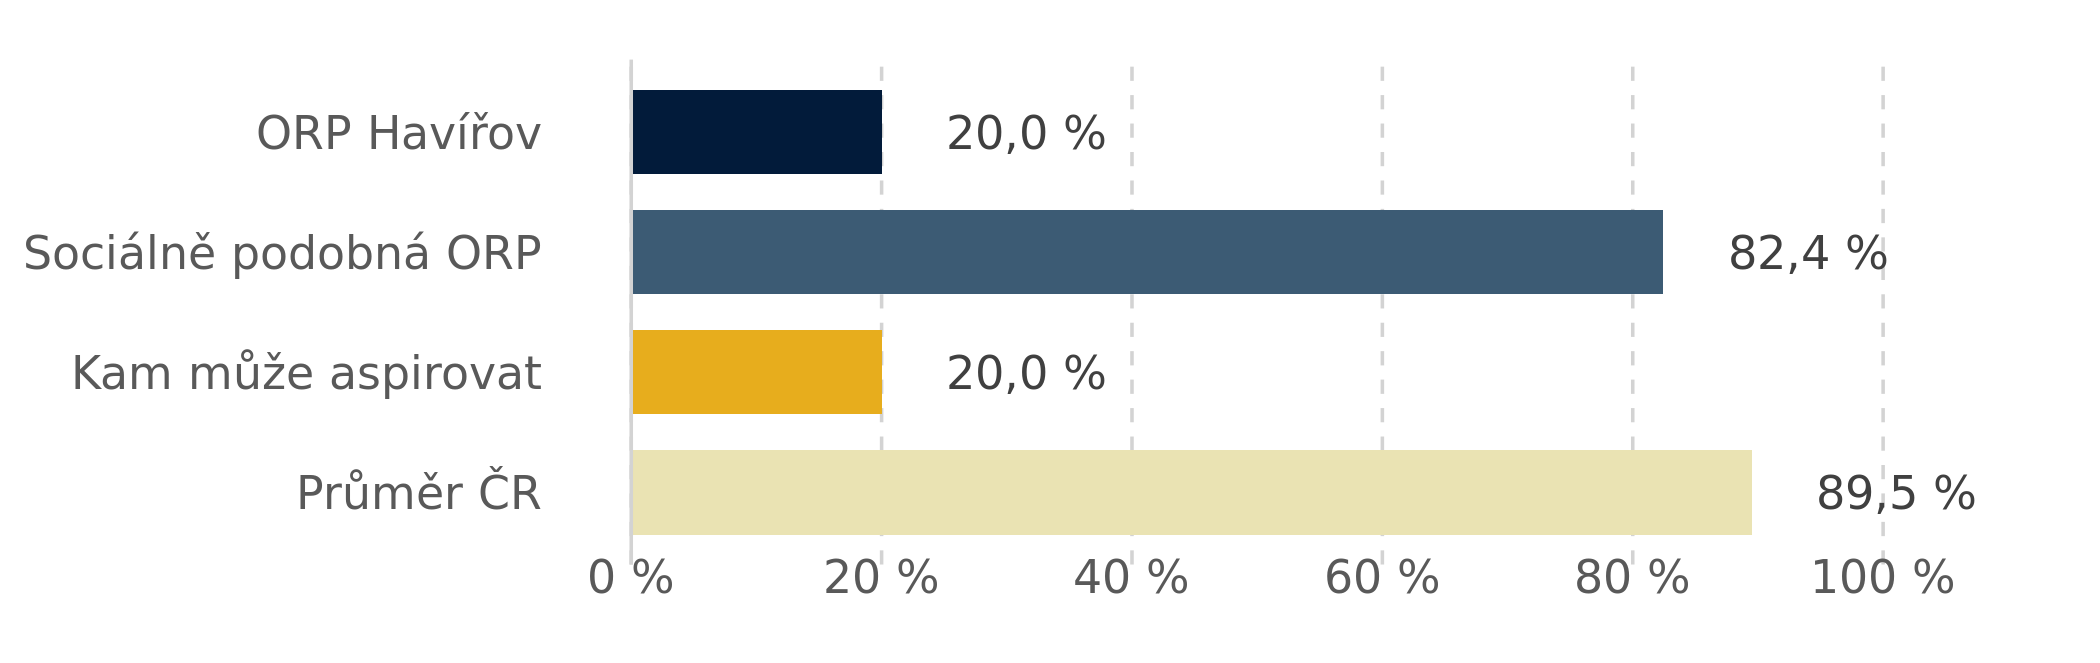 ORP Havířov 20,0 %
Sociálně podobná ORP 82,4 %
Kam může aspirovat 20,0 %
Průměr ČR 89,5 %
0 % 20 % 40 % 60 % 80 % 100 %